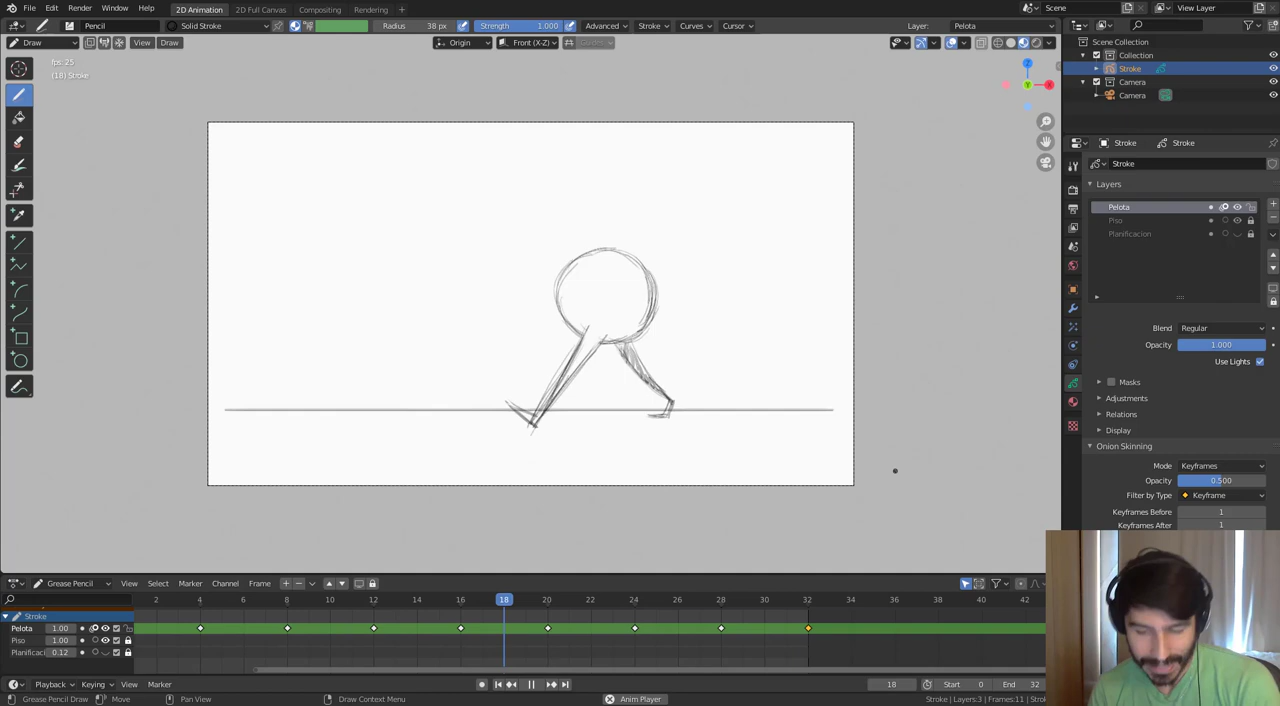 File Edit Render Window Help 2D Animation 2D Full Canvas Compositing Rendering + Scene View Layer
Pencil Solid Stroke Radius 38 px Strength 1.000 Advanced Stroke Curves Cursor Layer: Pelota
Draw View Draw Origin Front (X-Z) Guides
fps: 25
(18) Stroke
Z
X
Y
Scene Collection
Collection
Stroke
Camera
Camera
Stroke Stroke
Stroke
Layers
Pelota
Piso
Planificacion
Blend Regular
Opacity 1.000
Use Lights
Masks
Adjustments
Relations
Display
Onion Skinning
Mode Keyframes
Opacity 0.500
Filter by Type Keyframe
Keyframes Before 1
Keyframes After 1
Grease Pencil View Select Marker Channel Frame
2 4 6 8 10 12 14 16 18 20 22 24 26 28 30 32 34 36 38 40 42
Stroke
Pelota 1.00
Piso 1.00
Planificaci 0.12
Playback Keying View Marker 18 Start 0 End 32
Grease Pencil Draw Move Pan View Draw Context Menu Anim Player Stroke | Layers:3 | Frames:11 | Strok